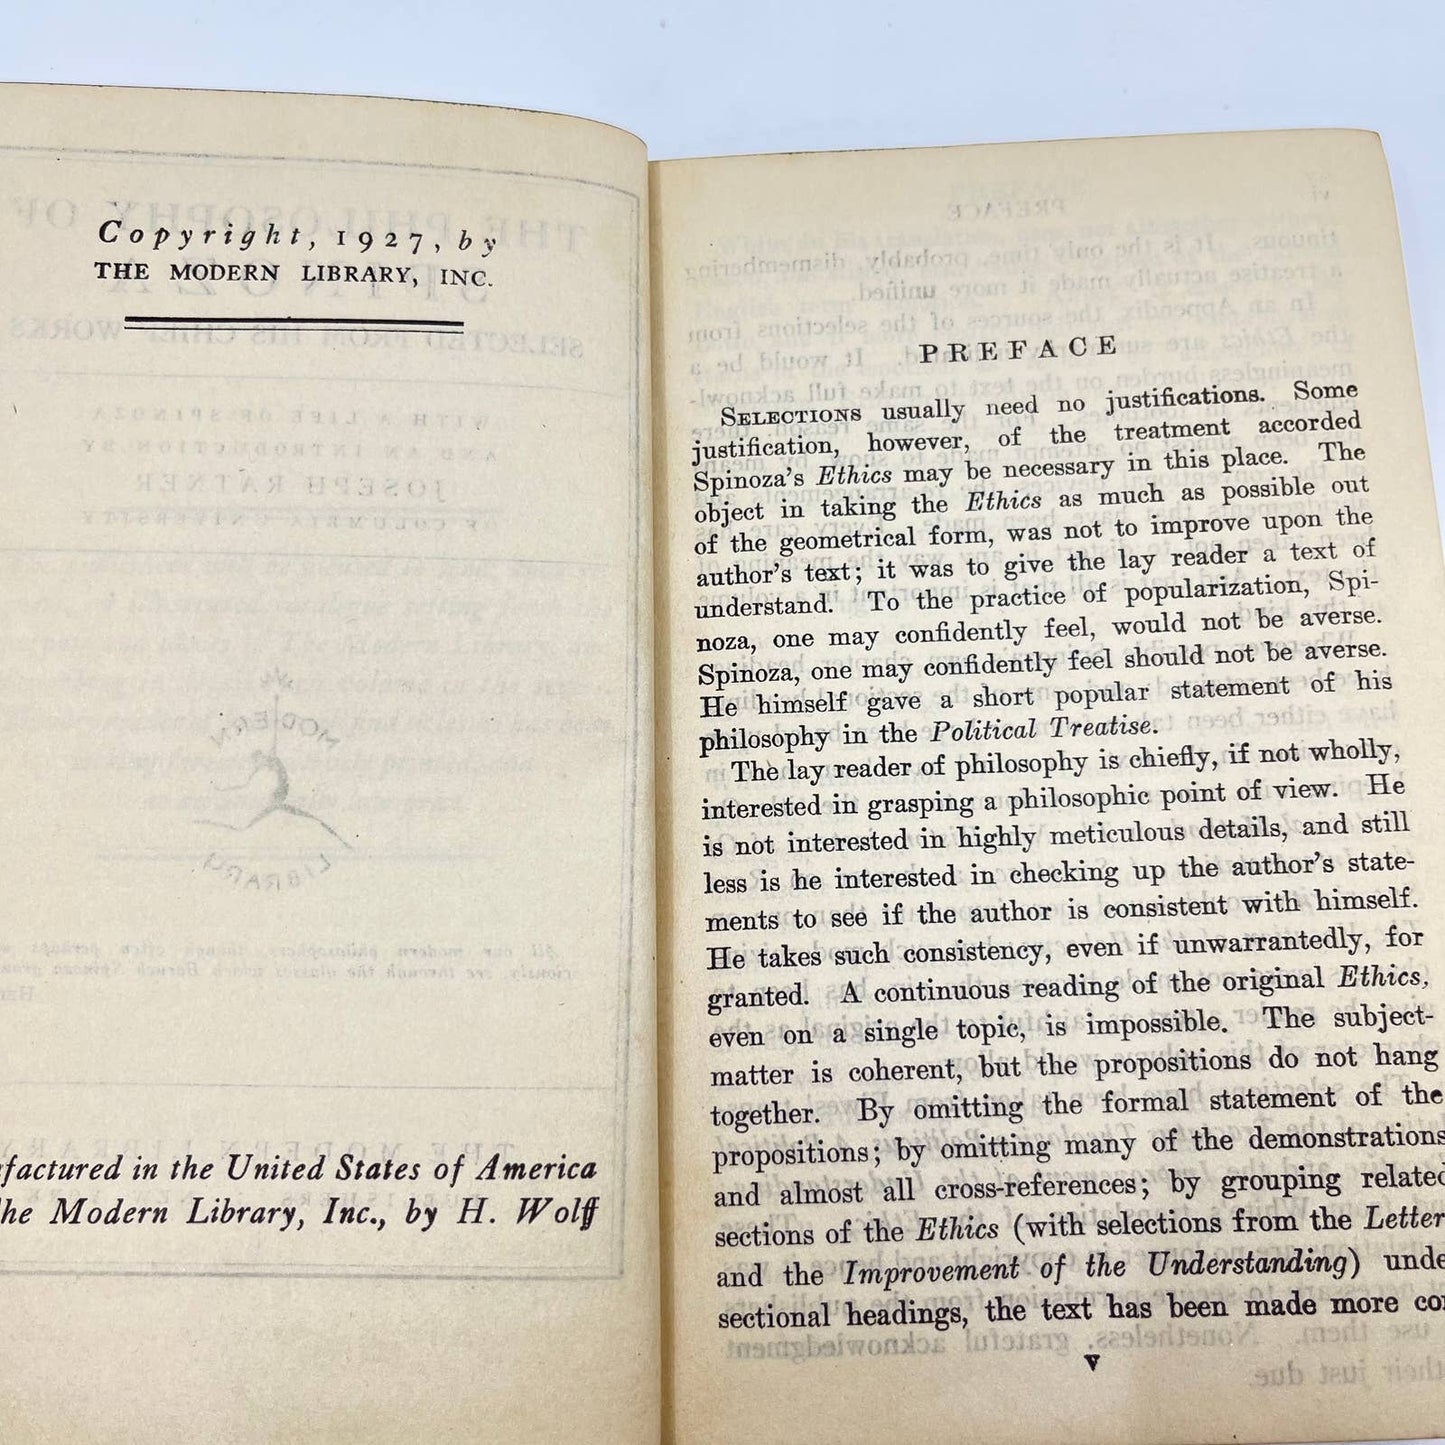 Copyright, 1927, by
THE MODERN LIBRARY, INC.
factured in the United States of America
he Modern Library, Inc., by H. Wolff
PREFACE
SELECTIONS usually need no justifications. Some
justification, however, of the treatment accorded
Spinoza's Ethics may be necessary in this place. The
object in taking the Ethics as much as possible out
of the geometrical form, was not to improve upon the
author's text; it was to give the lay reader a text of
understand. To the practice of popularization, Spi-
noza, one may confidently feel, would not be averse.
Spinoza, one may confidently feel should not be averse.
He himself gave a short popular statement of his
philosophy in the Political Treatise.
The lay reader of philosophy is chiefly, if not wholly,
interested in grasping a philosophic point of view. He
is not interested in highly meticulous details, and still
less is he interested in checking up the author's state-
ments to see if the author is consistent with himself.
He takes such consistency, even if unwarrantedly, for
granted. A continuous reading of the original Ethics,
even on a single topic, is impossible. The subject-
matter is coherent, but the propositions do not hang
together. By omitting the formal statement of the
propositions; by omitting many of the demonstrations
and almost all cross-references; by grouping related
sections of the Ethics (with selections from the Letter
and the Improvement of the Understanding) unde
sectional headings, the text has been made more con
v